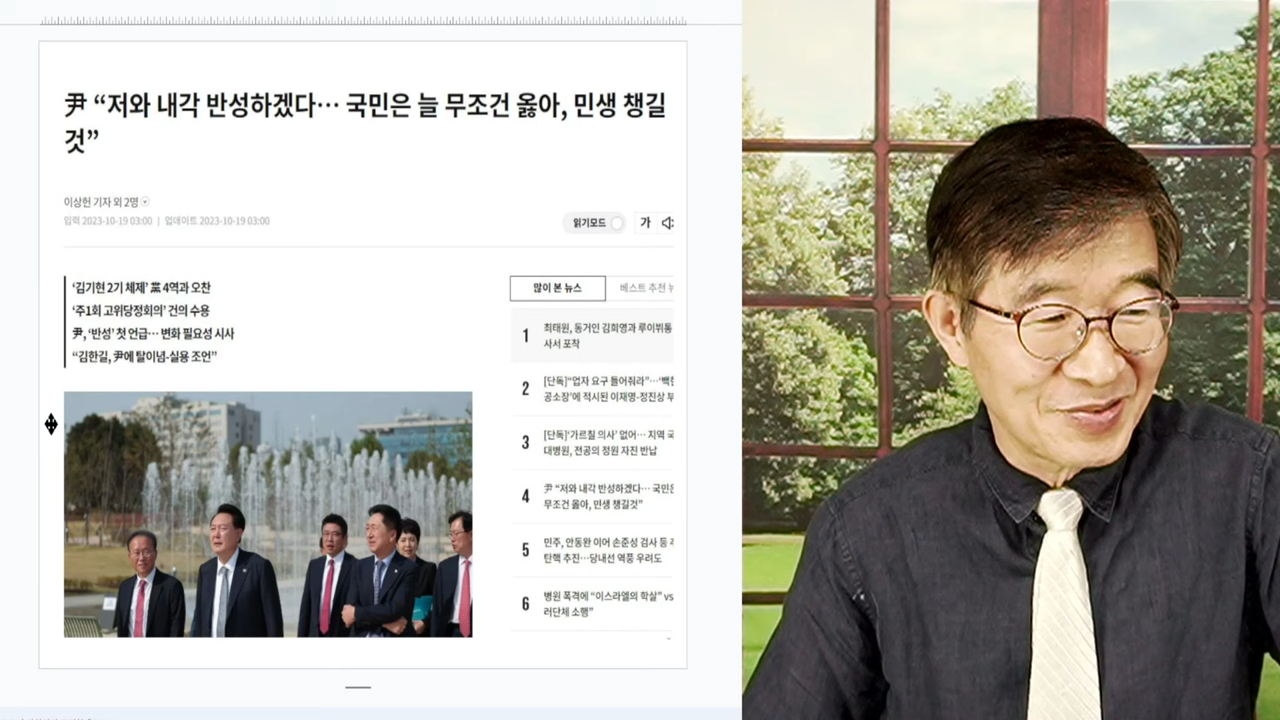 尹 “저와 내각 반성하겠다… 국민은 늘 무조건 옳아, 민생 챙길
것”
이상헌 기자 외 2명
입력 2023-10-19 03:00 | 업데이트 2023-10-19 03:00
읽기모드
가
‘김기현 2기 체제’ 黨 4역과 오찬
‘주1회 고위당정회의’ 건의 수용
尹, ‘반성’ 첫 언급… 변화 필요성 시사
“김한길, 尹에 탈이념-실용 조언”
많이 본 뉴스
베스트 추천
1
최태원, 동거인 김희영과 루이뷔통
사서 포착
2
[단독]“업자 요구 들어줘라”…‘백현
공소장’에 적시된 이재명-정진상
3
[단독]‘가르칠 의사’ 없어… 지역
대병원, 전공의 정원 자진 반납
4
尹 “저와 내각 반성하겠다… 국민은
무조건 옳아, 민생 챙길것”
5
민주, 안동완 이어 손준성 검사 등
탄핵 추진…당내선 역풍 우려도
6
병원 폭격에 “이스라엘의 학살” vs
러단체 소행”